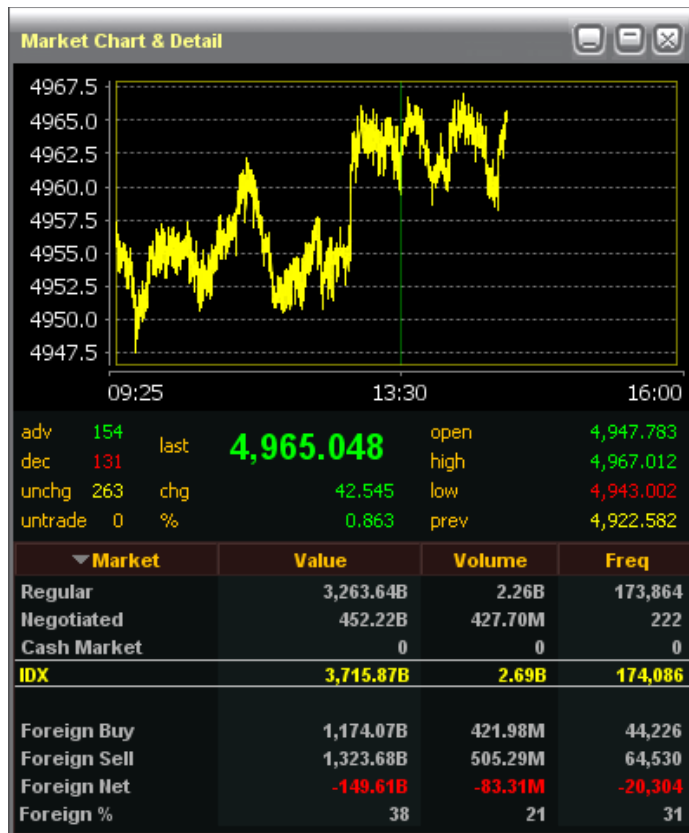 Market Chart & Detail
4967.5
4965.0
4962.5
4960.0
4957.5
4955.0
4952.5
4950.0
4947.5
09:25 13:30 16:00
adv 154 last 4,965.048 open 4,947.783
dec 131 high 4,967.012
unchg 263 chg 42.545 low 4,943.002
untrade 0 % 0.863 prev 4,922.582
Market Value Volume Freq
Regular 3,263.64B 2.26B 173,864
Negotiated 452.22B 427.70M 222
Cash Market 0 0 0
IDX 3,715.87B 2.69B 174,086
Foreign Buy 1,174.07B 421.98M 44,226
Foreign Sell 1,323.68B 505.29M 64,530
Foreign Net -149.61B -83.31M -20,304
Foreign % 38 21 31